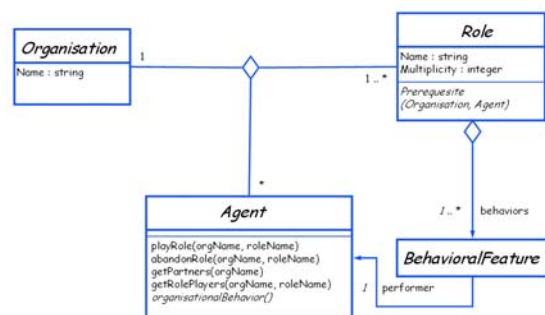 Organisation
Name : string
1
Role
Name : string
Multiplicity : integer
Prerequesite
(Organisation, Agent)
1 .. *
*
Agent
playRole(orgName, roleName)
abandonRole(orgName, roleName)
getPartners(orgName)
getRolePlayers(orgName, roleName)
organisationalBehavior()
1 .. *
behaviors
BehavioralFeature
1
performer